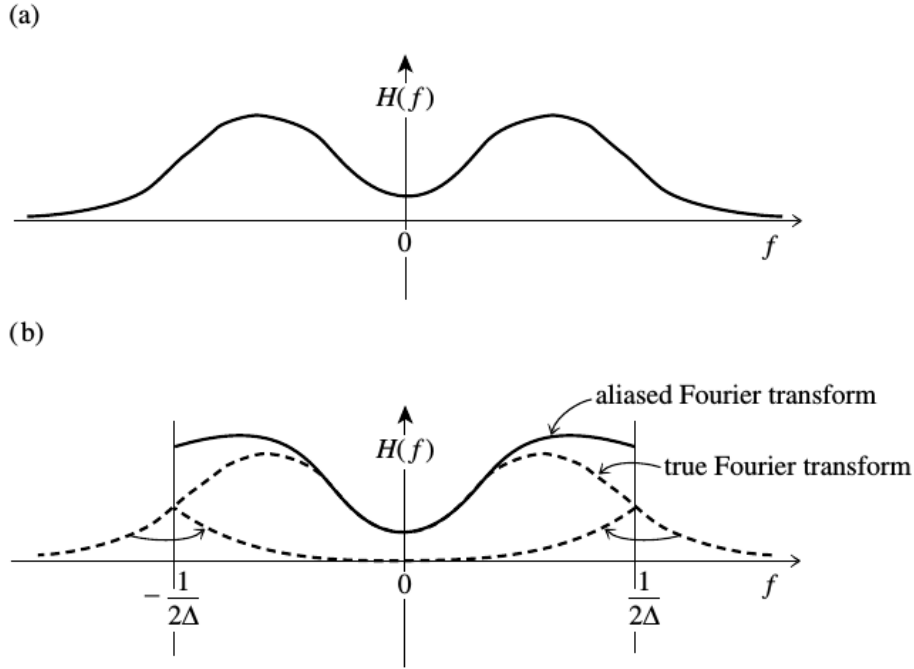 (a)
H(f)
0
f
(b)
aliased Fourier transform
H(f)
true Fourier transform
− 1/2Δ
0
1/2Δ
f